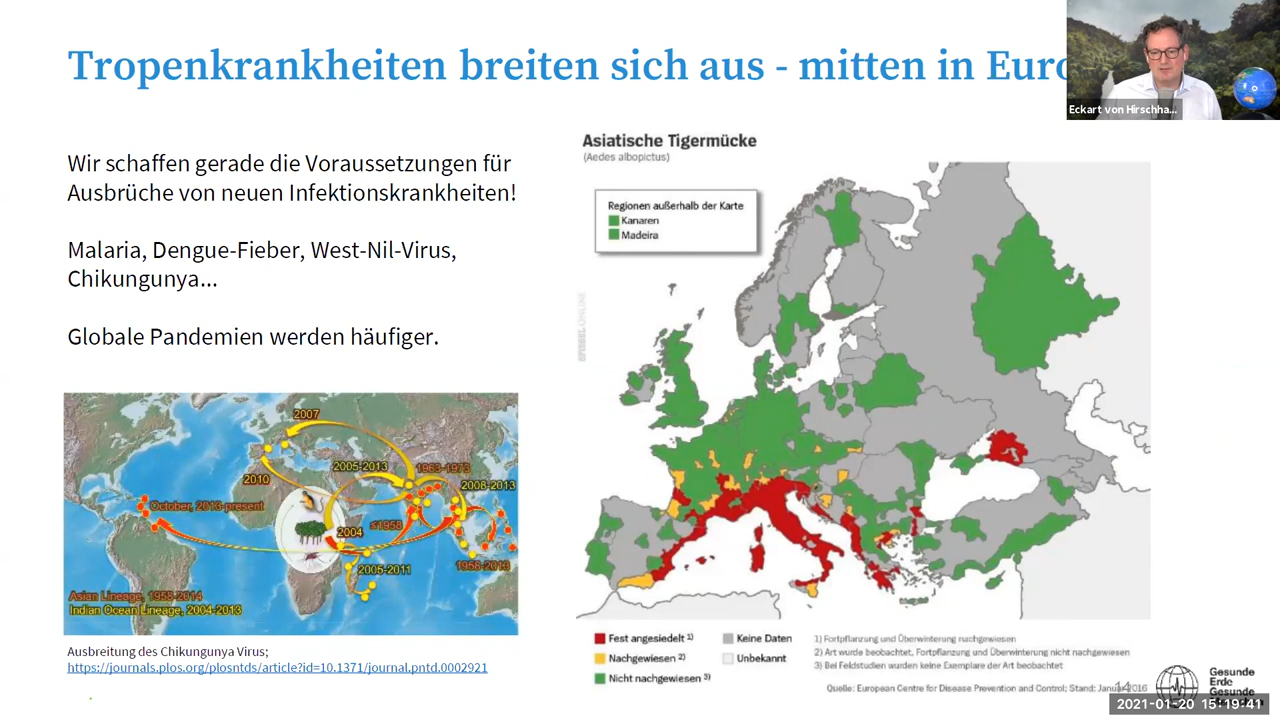 Tropenkrankheiten breiten sich aus - mitten in Euro
Eckart von Hirschha...
Wir schaffen gerade die Voraussetzungen für
Ausbrüche von neuen Infektionskrankheiten!
Malaria, Dengue-Fieber, West-Nil-Virus,
Chikungunya...
Globale Pandemien werden häufiger.
2007
2005-2013
1963-1973
2010
2008-2013
October, 2013-present
≤1958
2004
2005-2011
1958-2013
Asian Lineage, 1958-2014
Indian Ocean Lineage, 2004-2013
Ausbreitung des Chikungunya Virus;
https://journals.plos.org/plosntds/article?id=10.1371/journal.pntd.0002921
Asiatische Tigermücke
(Aedes albopictus)
Regionen außerhalb der Karte
Kanaren
Madeira
SPIEGEL ONLINE
Fest angesiedelt 1)
Nachgewiesen 2)
Nicht nachgewiesen 3)
Keine Daten
Unbekannt
1) Fortpflanzung und Überwinterung nachgewiesen
2) Art wurde beobachtet, Fortpflanzung und Überwinterung nicht nachgewiesen
3) Bei Feldstudien wurden keine Exemplare der Art beobachtet
Quelle: European Centre for Disease Prevention and Control; Stand: Januar 2016
14
Gesunde
Erde
Gesunde
2021-01-20 15:19:41